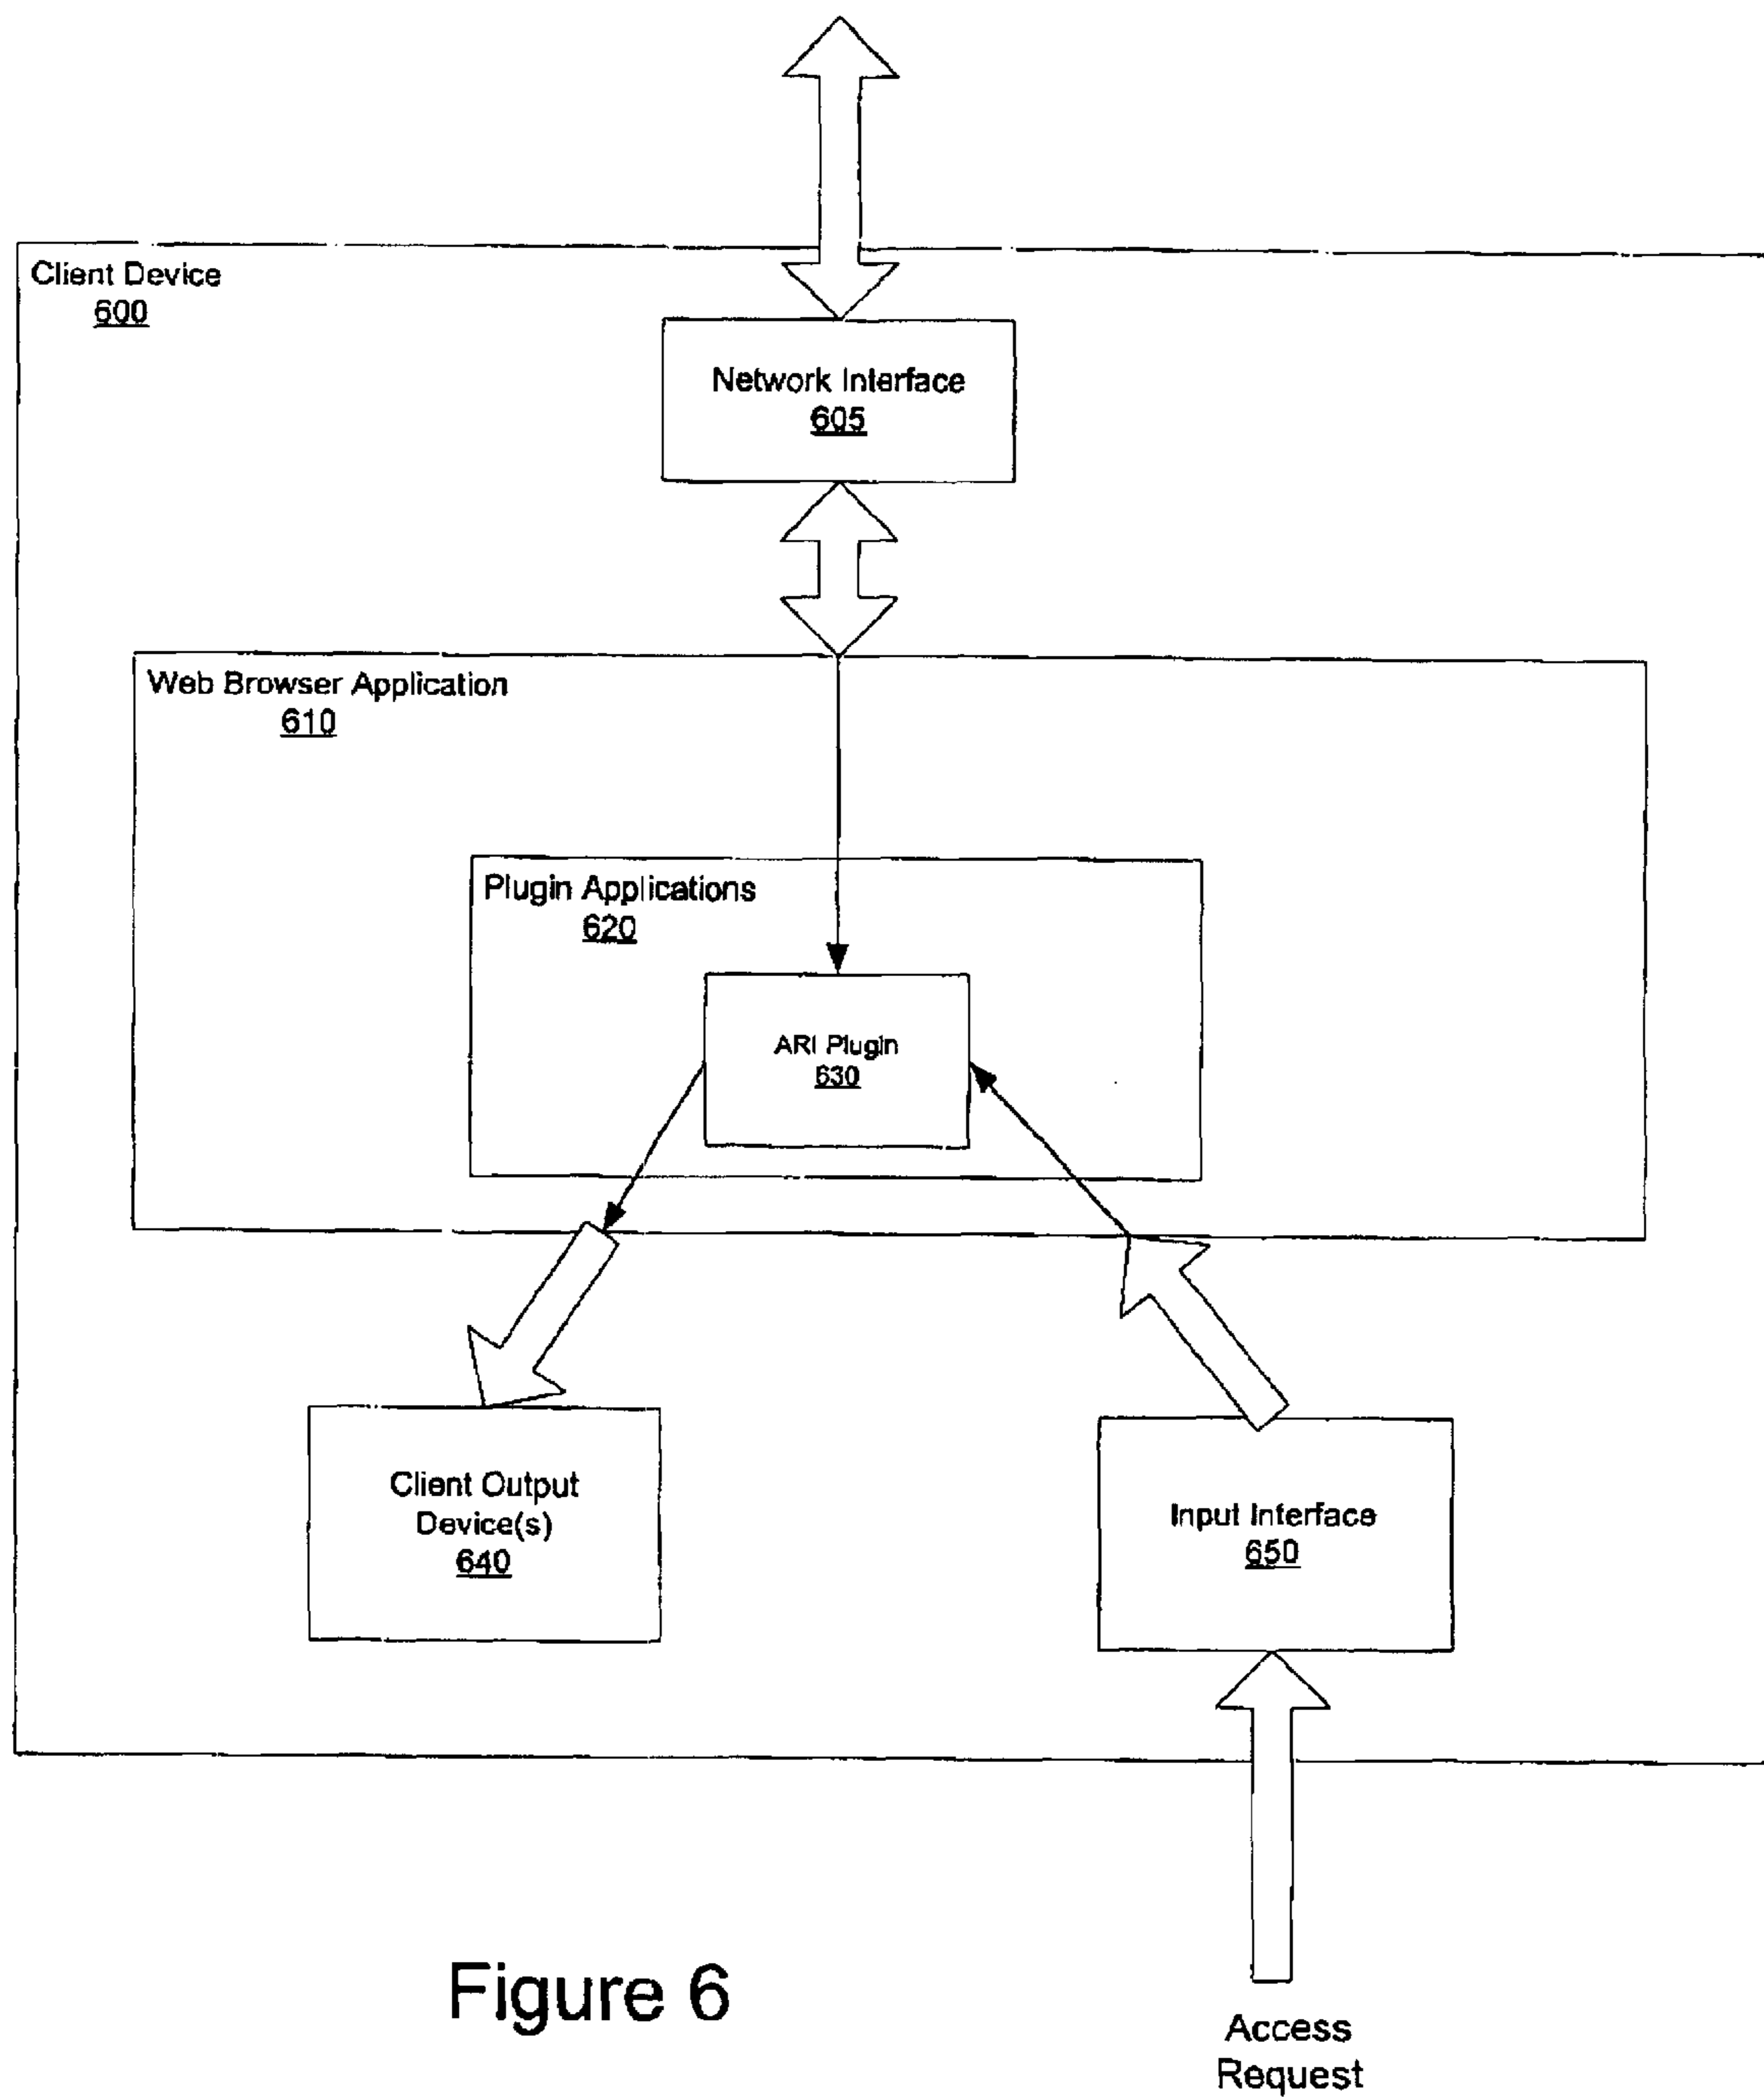 Client Device
600
Network Interface
605
Web Browser Application
610
Plugin Applications
620
ARI Plugin
630
Client Output
Device(s)
640
Input Interface
650
Figure 6
Access
Request